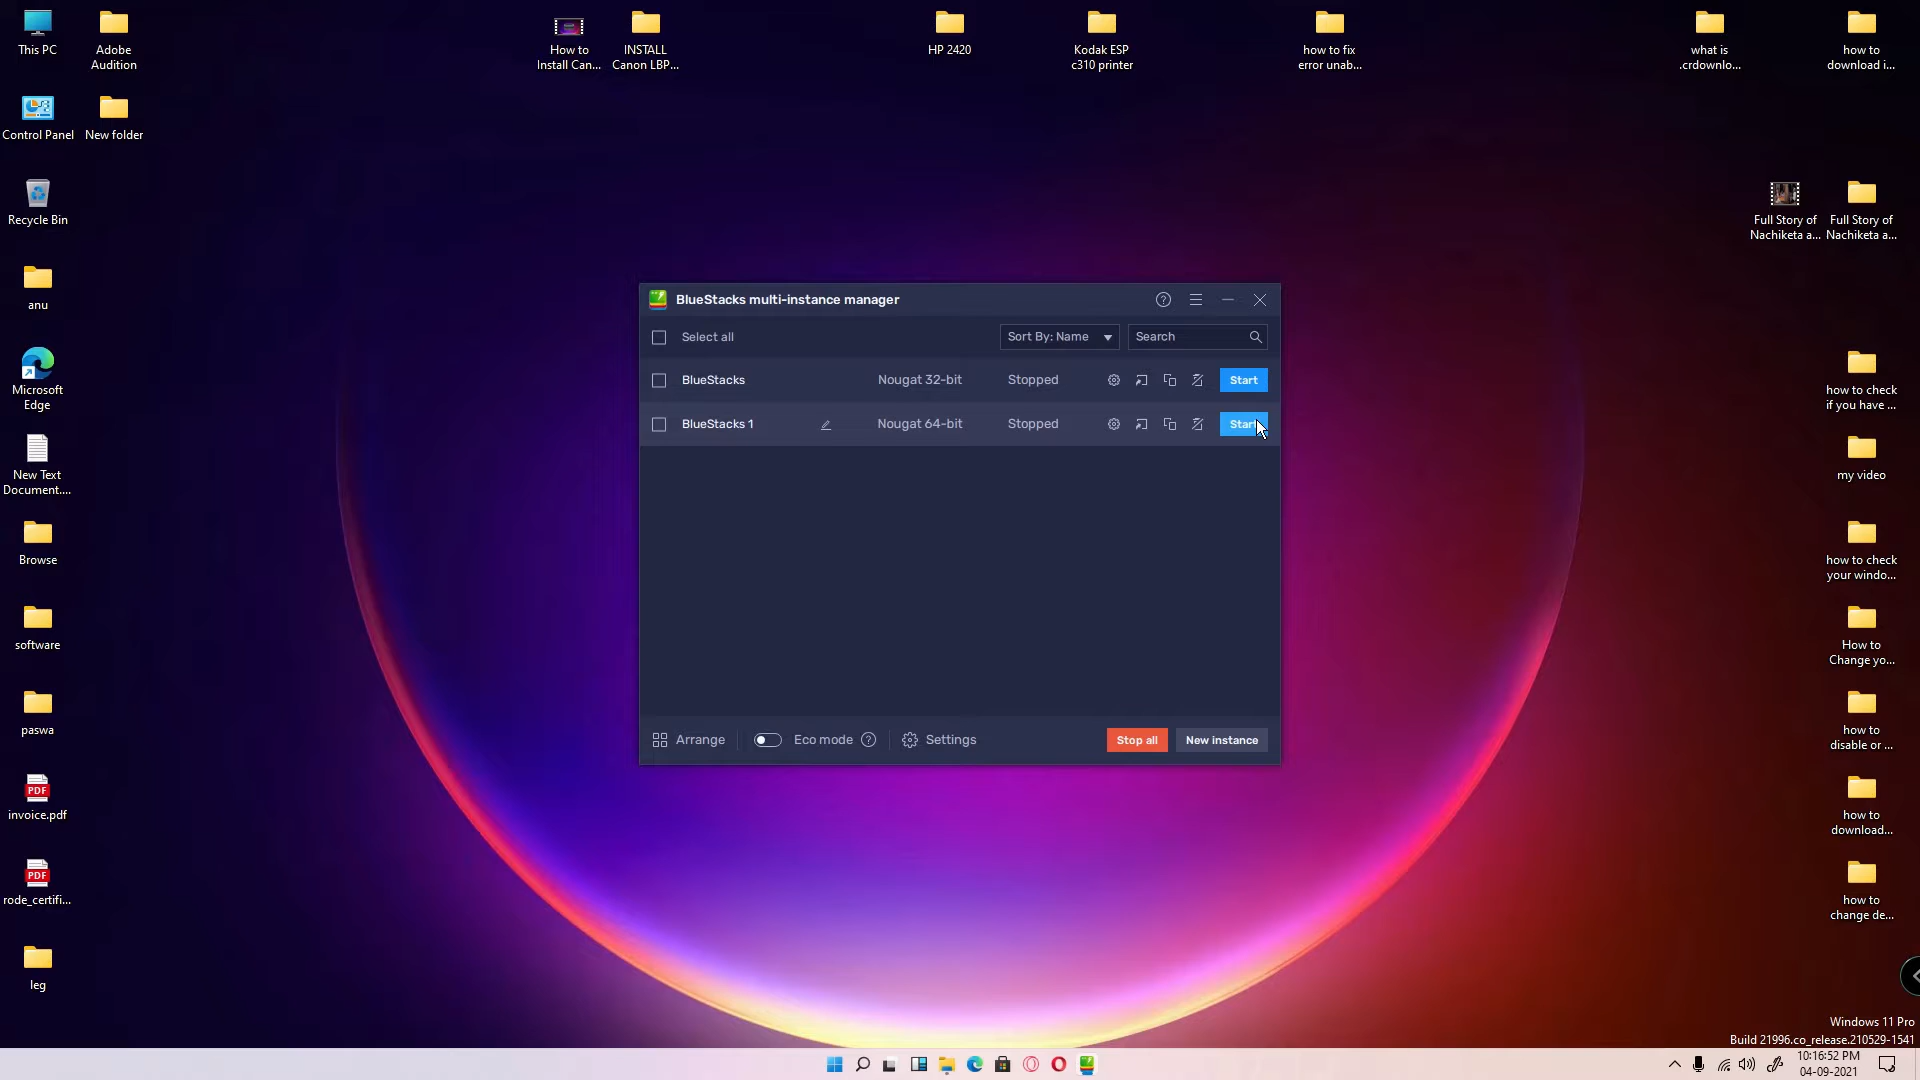 This PC
Adobe
Audition
How to
Install Can...
INSTALL
Canon LBP...
HP 2420
Kodak ESP
c310 printer
how to fix
error unab...
what is
.crdownlo...
how to
download i...
Control Panel
New folder
Recycle Bin
Full Story of
Nachiketa a...
Full Story of
Nachiketa a...
anu
BlueStacks multi-instance manager
Select all
Sort By: Name
Search
BlueStacks
Nougat 32-bit
Stopped
Start
BlueStacks 1
Nougat 64-bit
Stopped
Start
Arrange
Eco mode
Settings
Stop all
New instance
Microsoft
Edge
how to check
if you have ...
New Text
Document....
my video
Browse
how to check
your windo...
software
How to
Change yo...
paswa
how to
disable or ...
PDF
invoice.pdf
how to
download...
PDF
rode_certifi...
how to
change de...
leg
Windows 11 Pro
Build 21996.co_release.210529-1541
10:16:52 PM
04-09-2021